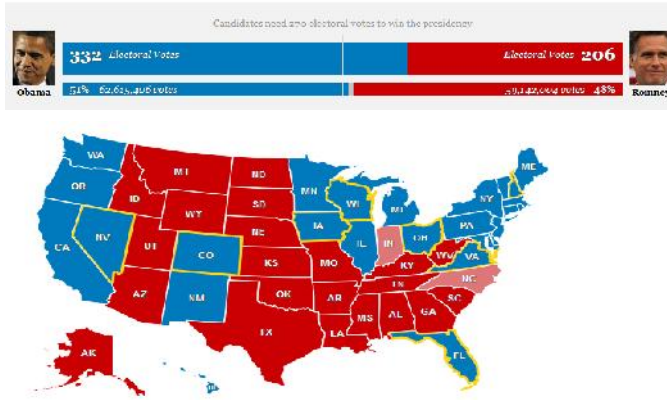 Candidates need 270 electoral votes to win the presidency
332 Electoral Votes
Electoral Votes 206
Obama
51%
votes
votes 48%
Romney
WA
OR
CA
NV
ID
MT
WY
UT
AZ
CO
NM
ND
SD
NE
KS
OK
TX
MN
IA
MO
AR
LA
WI
IL
MI
IN
OH
KY
TN
MS
AL
GA
WV
VA
NC
SC
FL
PA
NY
ME
AK